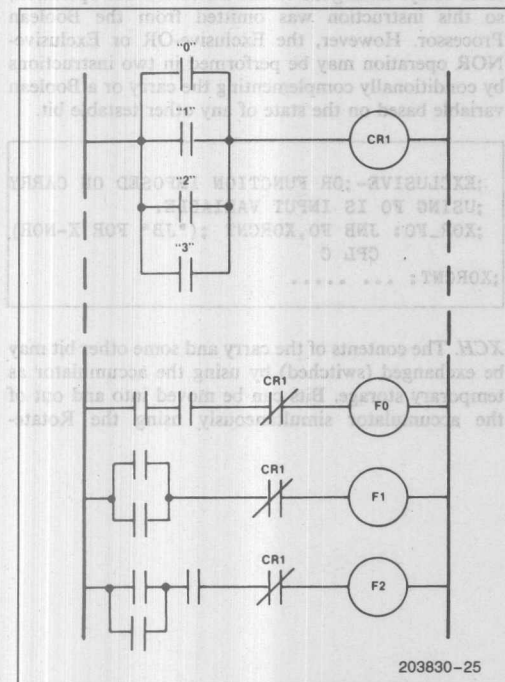 so this instruction was omitted from the Boolean
Processor. However, the Exclusive-OR or Exclusive-
NOR operation may be performed in two instructions
by conditionally complementing the carry or a Boolean
variable based on the state of any other testable bit.
;EXCLUSIVE-OR FUNCTION IMPOSED ON CARRY
;USING F0 IS INPUT VARIABLE.
;XOR_F0: JNB F0,XORCNT ;("JB" FOR X-NOR)
CPL C
;XORCNT: ... .....
XCH. The contents of the carry and some other bit may
be exchanged (switched) by using the accumulator as
temporary storage. Bits can be moved into and out of
the accumulator simultaneously using the Rotate-
"0"
"1"
CR1
"2"
"3"
CR1
F0
CR1
F1
CR1
F2
203830-25